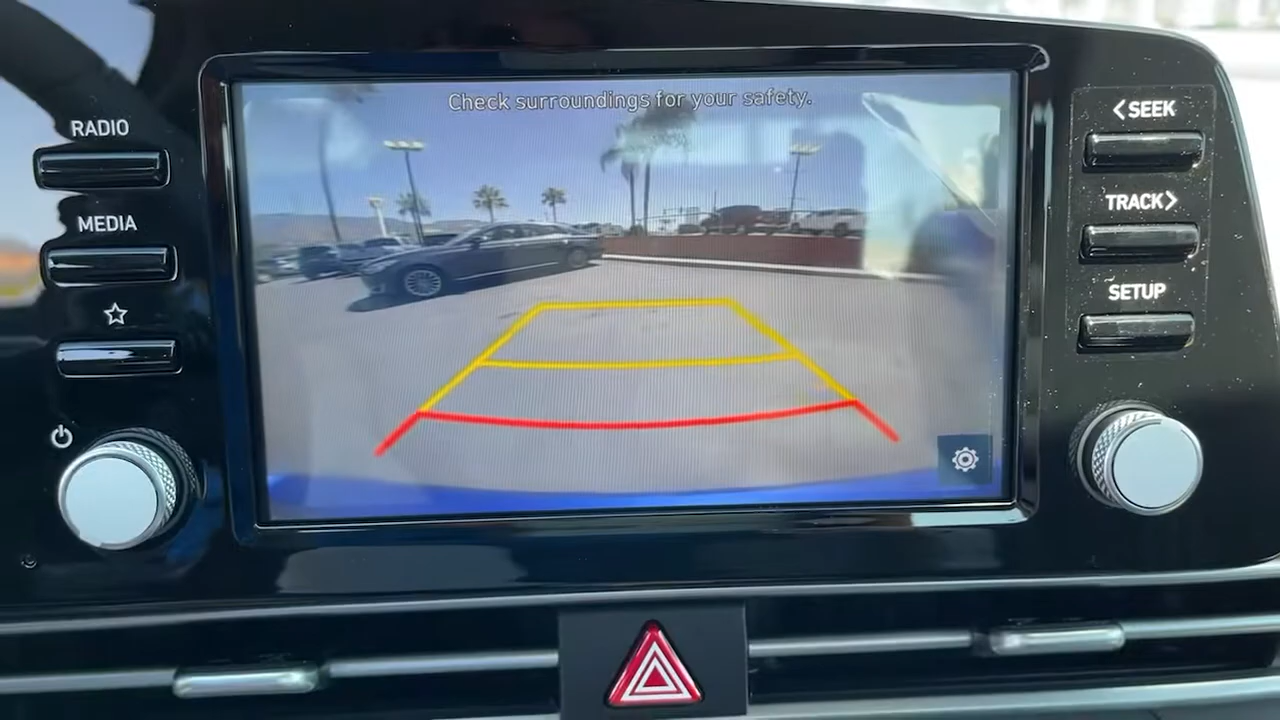 Check surroundings for your safety.
RADIO
MEDIA
< SEEK
TRACK >
SETUP